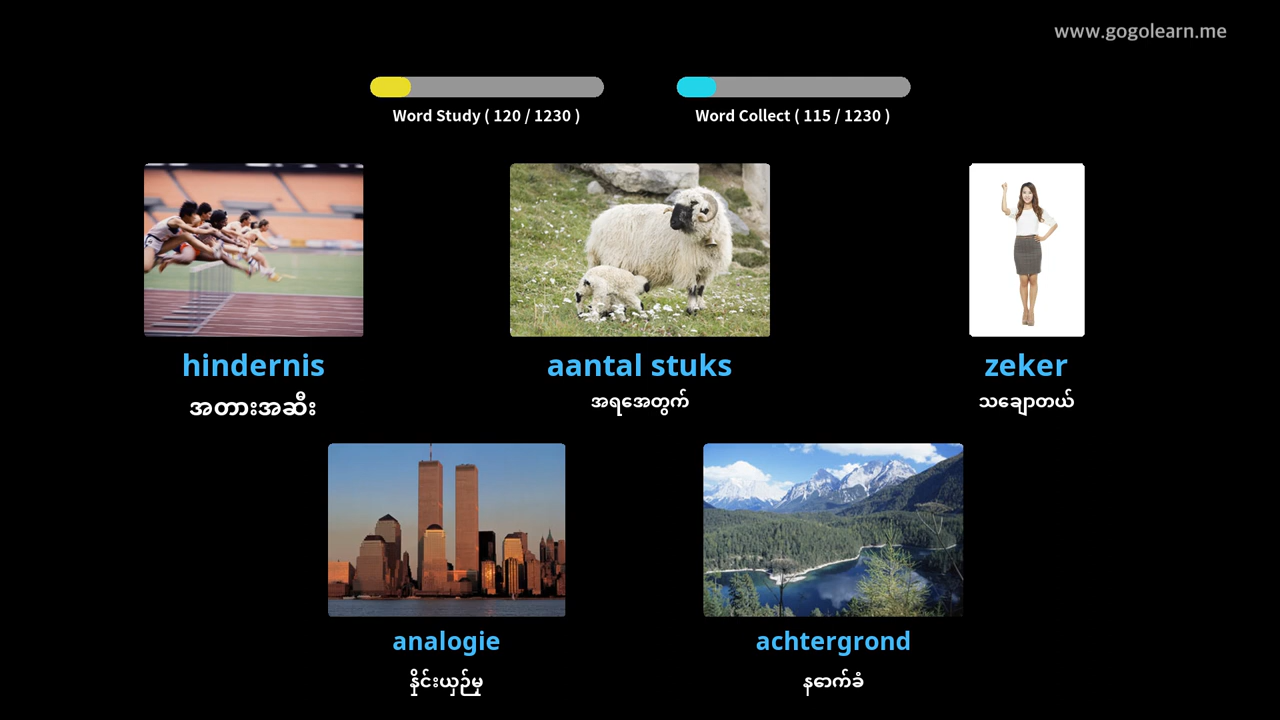 www.gogolearn.me
Word Study ( 120 / 1230 )
Word Collect ( 115 / 1230 )
hindernis
အတားအဆီး
aantal stuks
အရအေတွက်
zeker
သချောတယ်
analogie
နှိုင်းယှဉ်မှ
achtergrond
နောက်ခံ